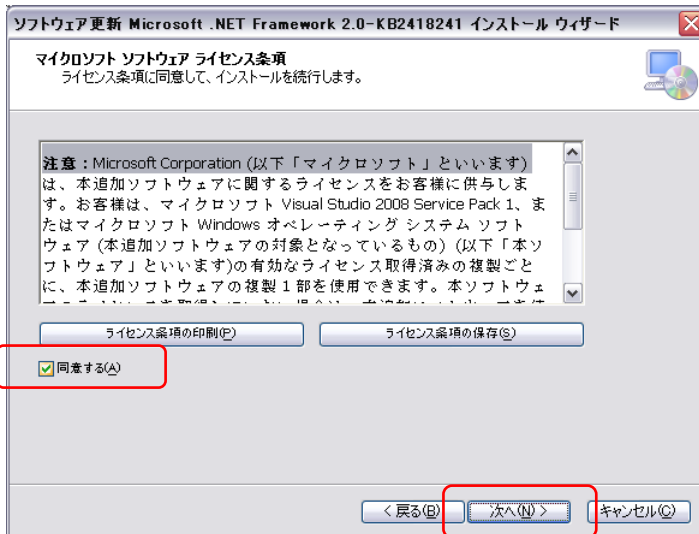 ソフトウェア更新 Microsoft .NET Framework 2.0-KB2418241 インストール ウィザード
マイクロソフト ソフトウェア ライセンス条項
ライセンス条項に同意して、インストールを続行します。
注意：Microsoft Corporation (以下「マイクロソフト」といいます)
は、本追加ソフトウェアに関するライセンスをお客様に供与しま
す。お客様は、マイクロソフト Visual Studio 2008 Service Pack 1、ま
たはマイクロソフト Windows オペレーティング システム ソフト
ウェア (本追加ソフトウェアの対象となっているもの) (以下「本ソ
フトウェア」といいます)の有効なライセンス取得済みの複製ごと
に、本追加ソフトウェアの複製 1 部を使用できます。本ソフトウェ
ライセンス条項の印刷(P)
ライセンス条項の保存(S)
同意する(A)
< 戻る(B)
次へ(N) >
キャンセル(C)